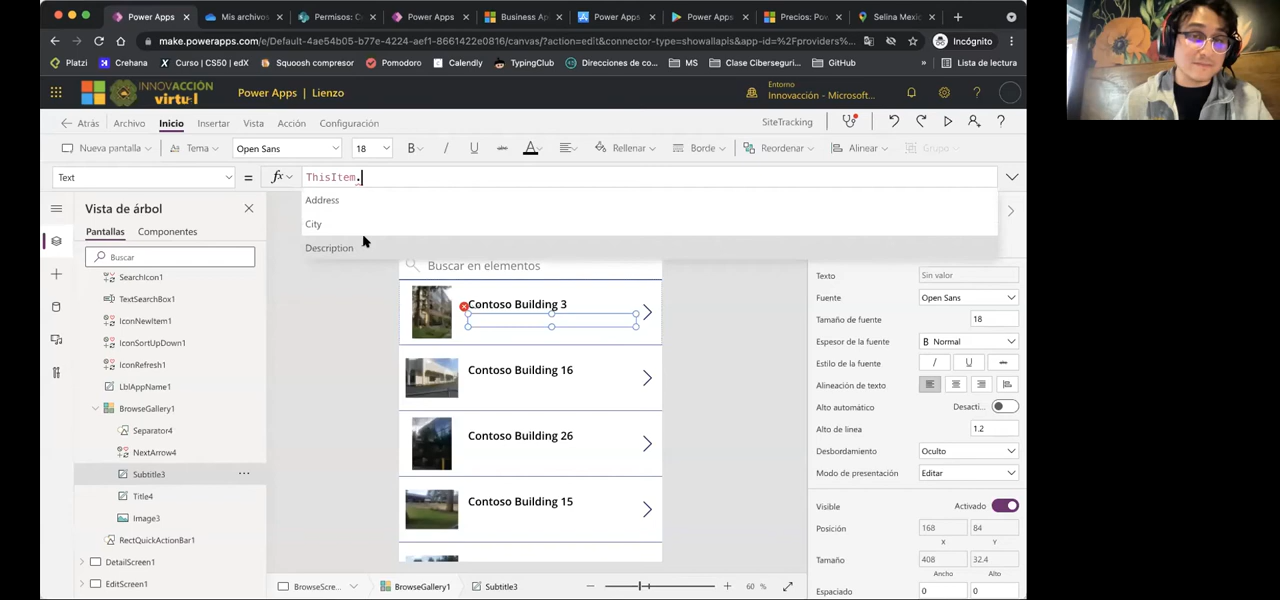 Power Apps
Mis archivos
Permisos: C
Power Apps
Business Ap
Power Apps
Power Apps
Precios: Pow
Selina Mexic
make.powerapps.com/e/Default-4ae54b05-b77e-4224-aef1-8661422e0816/canvas/?action=edit&connector-type=showallapis&app-id=%2Fproviders%...
Incógnito
Platzi
Crehana
Curso | CS50 | edX
Squoosh compresor
Pomodoro
Calendly
TypingClub
Direcciones de co...
MS
Clase Ciberseguri...
GitHub
»
Lista de lectura
INNOVACCIÓN
virtual
Power Apps | Lienzo
Entorno
Innovacción - Microsoft...
Atrás
Archivo
Inicio
Insertar
Vista
Acción
Configuración
SiteTracking
Nueva pantalla
Tema
Open Sans
18
B
/
U
abc
A
Rellenar
Borde
Reordenar
Alinear
Grupo
Text
=
fx
ThisItem.
Address
City
Description
Vista de árbol
Pantallas
Componentes
Buscar
SearchIcon1
TextSearchBox1
IconNewItem1
IconSortUpDown1
IconRefresh1
LblAppName1
BrowseGallery1
Separator4
NextArrow4
Subtitle3
Title4
Image3
RectQuickActionBar1
DetailScreen1
EditScreen1
Buscar en elementos
Contoso Building 3
Contoso Building 16
Contoso Building 26
Contoso Building 15
Texto
Sin valor
Fuente
Open Sans
Tamaño de fuente
18
Espesor de la fuente
B Normal
Estilo de la fuente
/
U
abc
Alineación de texto
Alto automático
Desacti...
Alto de linea
1.2
Desbordamiento
Oculto
Modo de presentación
Editar
Visible
Activado
Posición
168
84
X
Y
Tamaño
408
32.4
Ancho
Alto
Espaciado
0
0
BrowseScre...
BrowseGallery1
Subtitle3
60 %